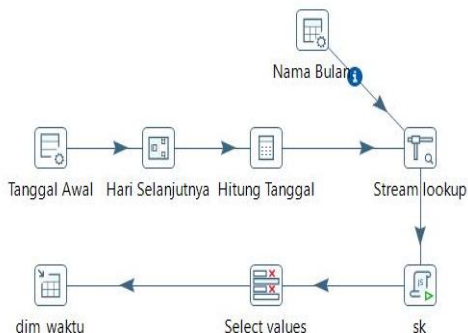 Nama Bulan
Tanggal Awal
Hari Selanjutnya
Hitung Tanggal
Stream lookup
dim waktu
Select values
sk